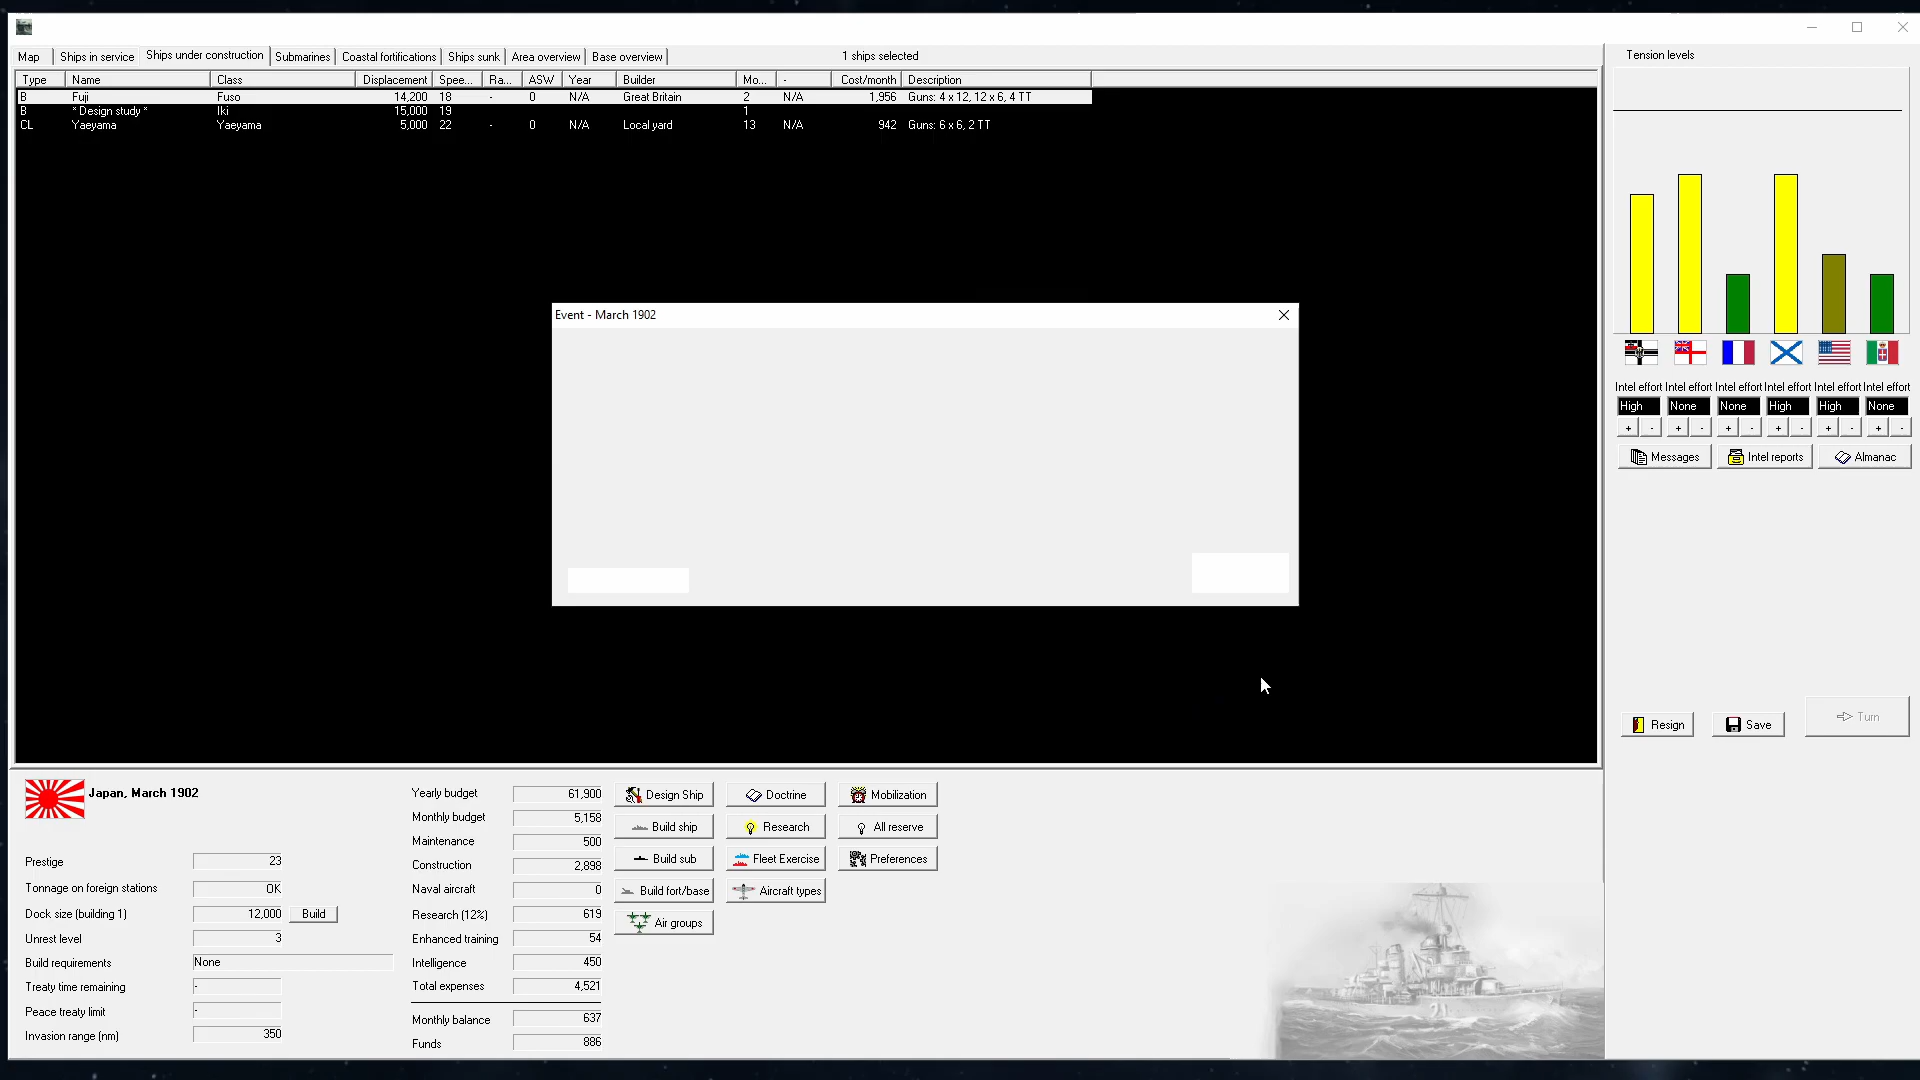 Map Ships in service Ships under construction Submarines Coastal fortifications Ships sunk Area overview Base overview 1 ships selected
Type Name Class Displacement Spee... Ra... ASW Year Builder Mo... - Cost/month Description
B Fuji Fuso 14,200 18 - 0 N/A Great Britain 2 N/A 1,956 Guns: 4 x 12, 12 x 6, 4 TT
B * Design study * Iki 15,000 19 1
CL Yaeyama Yaeyama 5,000 22 - 0 N/A Local yard 13 N/A 942 Guns: 6 x 6, 2 TT
Event - March 1902
Tension levels
Intel effort Intel effort Intel effort Intel effort Intel effort Intel effort
High None None High High None
+ - + - + - + - + - + -
Messages Intel reports Almanac
Resign Save Turn
Japan, March 1902
Prestige 23
Tonnage on foreign stations OK
Dock size (building 1) 12,000 Build
Unrest level 3
Build requirements None
Treaty time remaining -
Peace treaty limit -
Invasion range (nm) 350
Yearly budget 61,900
Monthly budget 5,158
Maintenance 500
Construction 2,898
Naval aircraft 0
Research (12%) 619
Enhanced training 54
Intelligence 450
Total expenses 4,521
Monthly balance 637
Funds 886
Design Ship Doctrine Mobilization
Build ship Research All reserve
Build sub Fleet Exercise Preferences
Build fort/base Aircraft types
Air groups